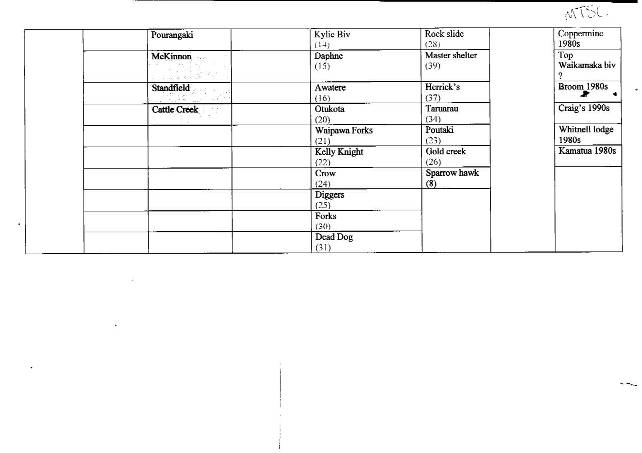 MTSC.
Pourangaki
Kylie Biv
(14)
Rock slide
(28)
Coppermine
1980s
McKinnon
Daphne
(15)
Master shelter
(39)
Top
Waikamaka biv
?
Standfield
Awatere
(16)
Herrick's
(37)
Broom 1980s
Cattle Creek
Otukota
(20)
Taruarau
(34)
Craig's 1990s
Waipawa Forks
(21)
Poutaki
(23)
Whitnell lodge
1980s
Kelly Knight
(22)
Gold creek
(26)
Kamatua 1980s
Crow
(24)
Sparrow hawk
(8)
Diggers
(25)
Forks
(30)
Dead Dog
(31)